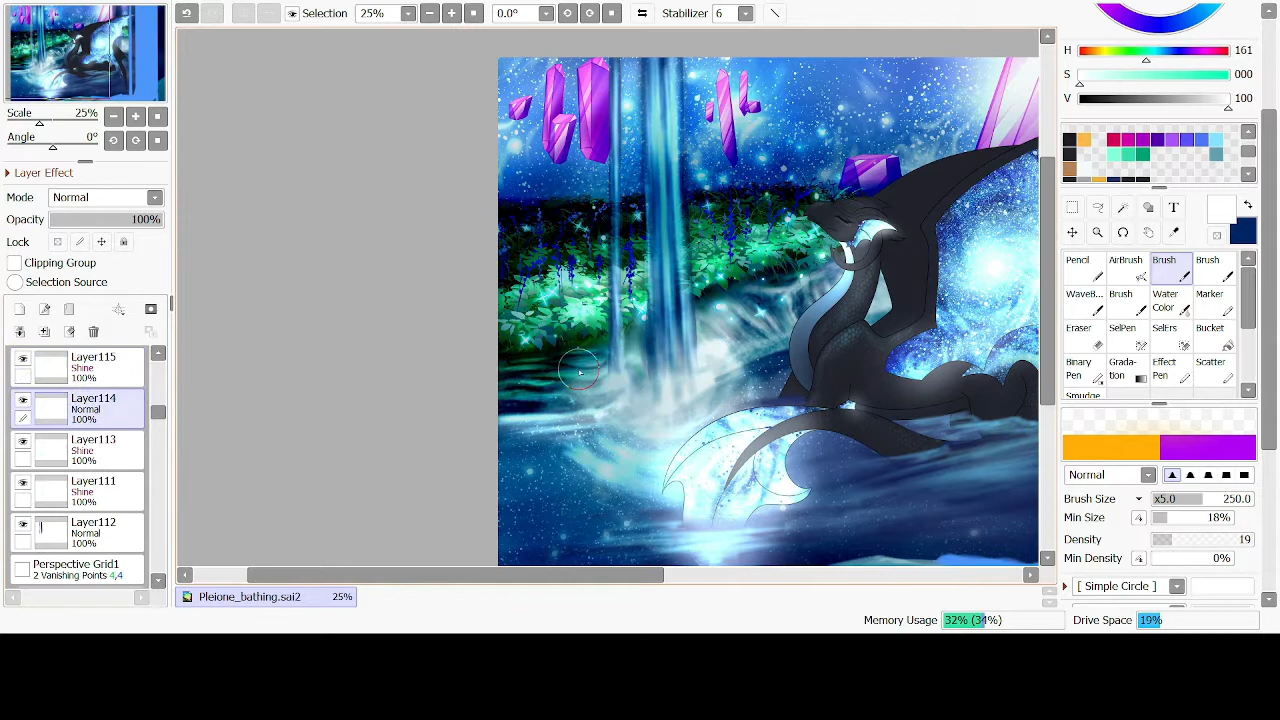 Selection 25% 0.0° Stabilizer 6
Scale 25%
Angle 0°
Layer Effect
Mode Normal
Opacity 100%
Lock
Clipping Group
Selection Source
Layer115
Shine
100%
Layer114
Normal
100%
Layer113
Shine
100%
Layer111
Shine
100%
Layer112
Normal
100%
Perspective Grid1
2 Vanishing Points 4,4
Pleione_bathing.sai2 25%
Memory Usage 32% (34%) Drive Space 19%
H 161
S 000
V 100
T
Pencil AirBrush Brush Brush
WaveB... Brush Water Color Marker
Eraser SelPen SelErs Bucket
Binary Pen Grada-tion Effect Pen Scatter
Smudge
Normal
Brush Size x5.0 250.0
Min Size 18%
Density 19
Min Density 0%
[ Simple Circle ]